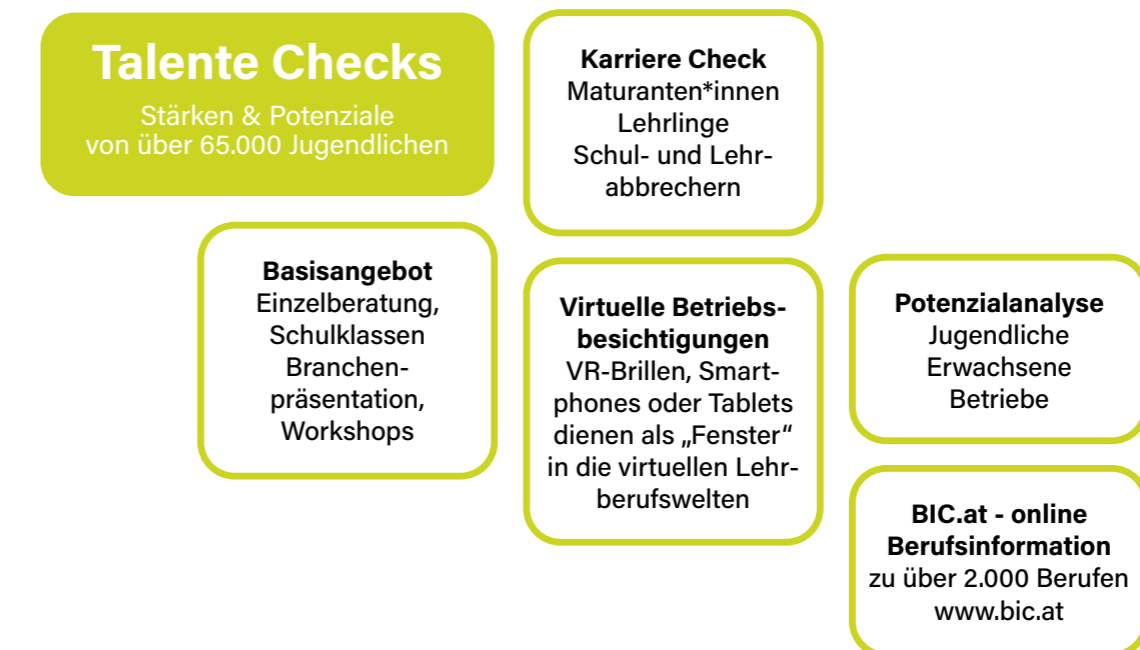 Talente Checks
Stärken & Potenziale
von über 65.000 Jugendlichen
Karriere Check
Maturanten*innen
Lehrlinge
Schul- und Lehr-
abbrechern
Basisangebot
Einzelberatung,
Schulklassen
Branchen-
präsentation,
Workshops
Virtuelle Betriebs-
besichtigungen
VR-Brillen, Smart-
phones oder Tablets
dienen als „Fenster“
in die virtuellen Lehr-
berufswelten
Potenzialanalyse
Jugendliche
Erwachsene
Betriebe
BIC.at - online
Berufsinformation
zu über 2.000 Berufen
www.bic.at